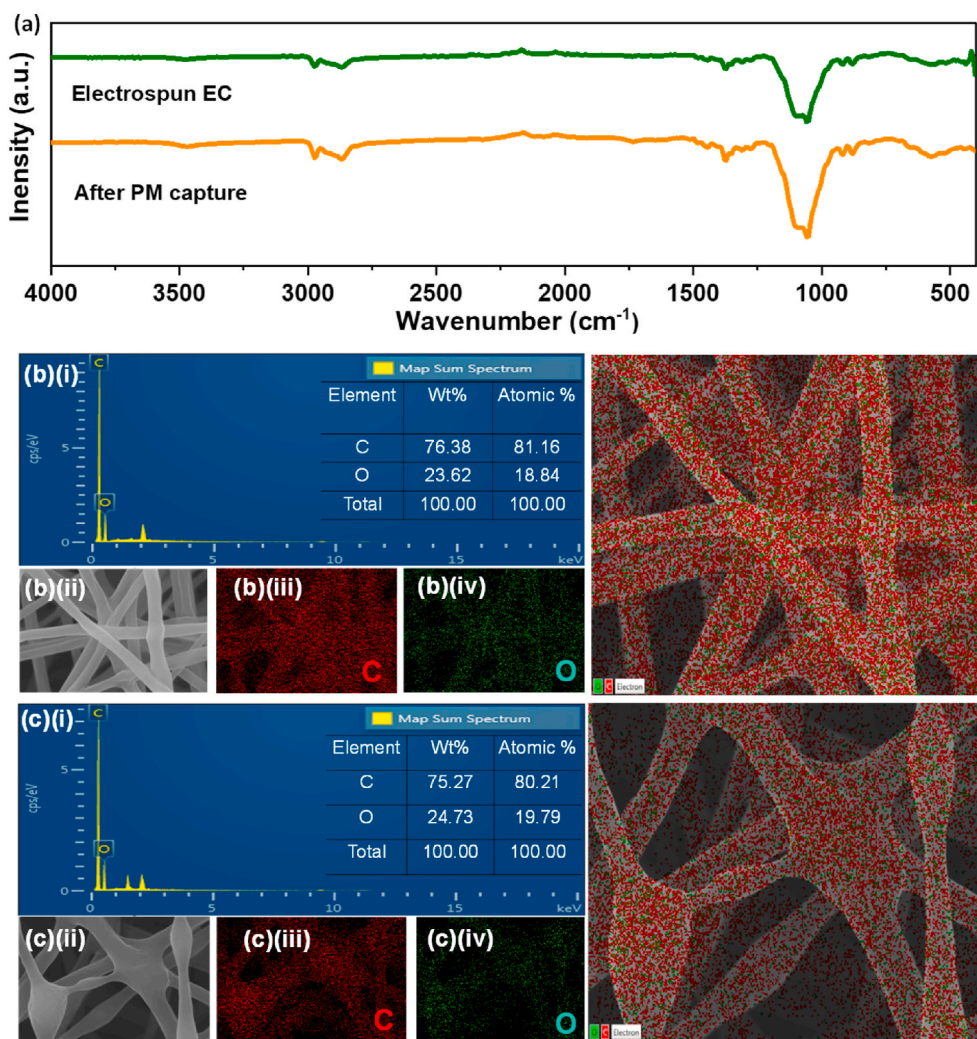 (a)
Inensity (a.u.)
Electrospun EC
After PM capture
4000 3500 3000 2500 2000 1500 1000 500
Wavenumber (cm-1)
(b)(i)
C
O
cps/eV
5
0
Map Sum Spectrum
Element Wt% Atomic %
C 76.38 81.16
O 23.62 18.84
Total 100.00 100.00
0 5 10 15 keV
(b)(ii)
(b)(iii)
C
(b)(iv)
O
O C Electron
(c)(i)
C
O
cps/eV
5
0
Map Sum Spectrum
Element Wt% Atomic %
C 75.27 80.21
O 24.73 19.79
Total 100.00 100.00
0 5 10 15 keV
(c)(ii)
(c)(iii)
C
(c)(iv)
O
O C Electron